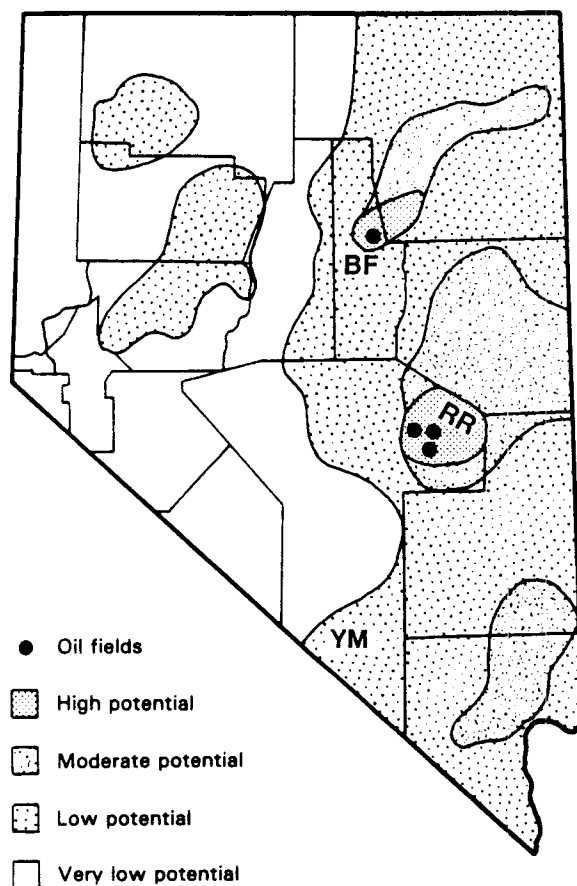 BF
RR
YM
Oil fields
High potential
Moderate potential
Low potential
Very low potential